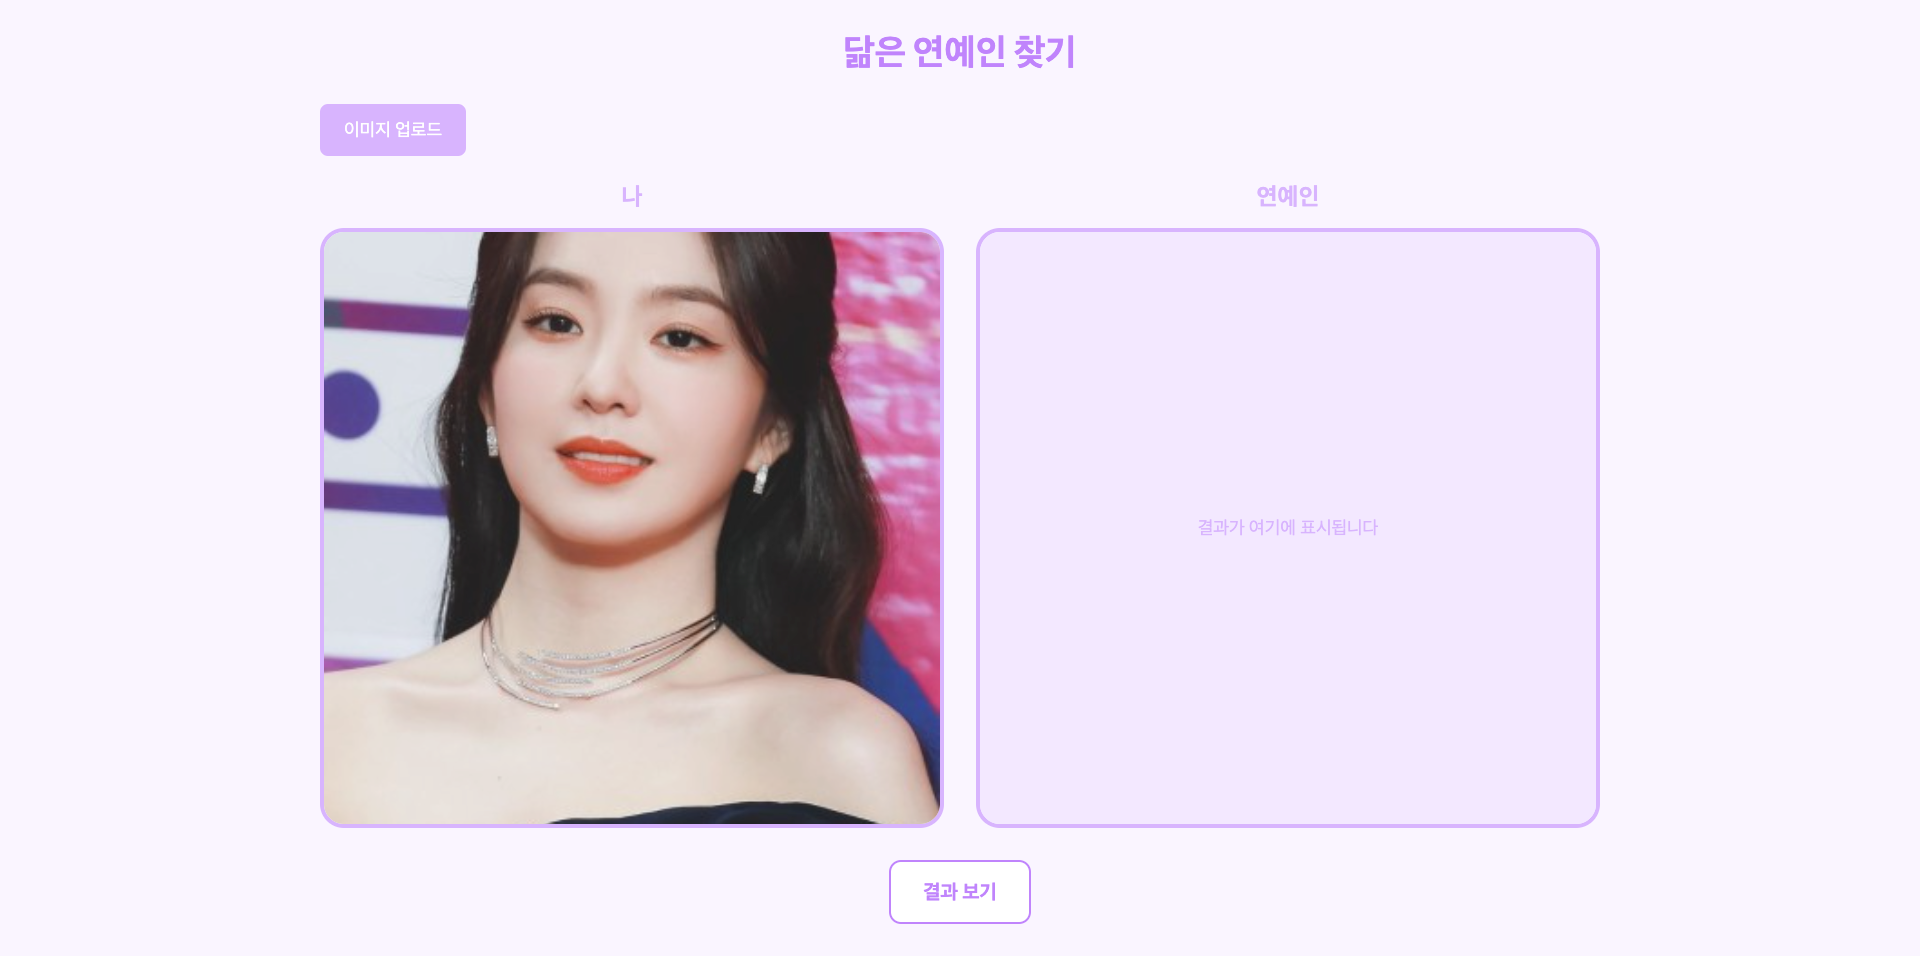 닮은 연예인 찾기
이미지 업로드
나
연예인
결과가 여기에 표시됩니다
결과 보기